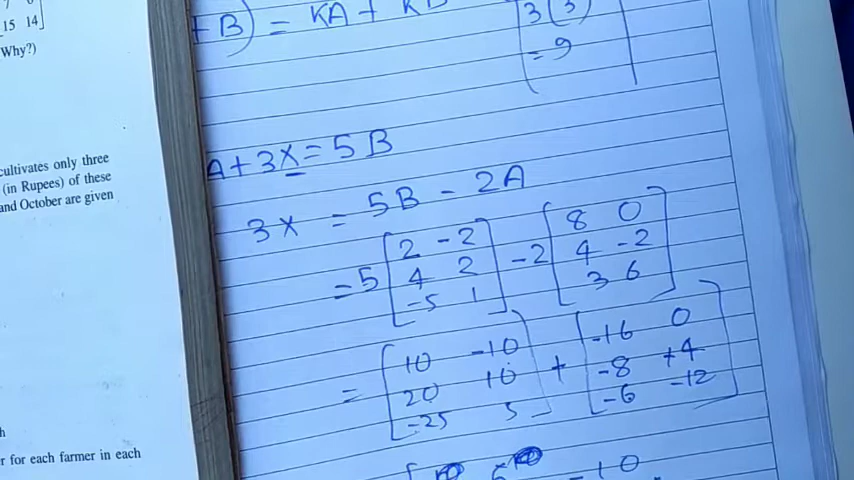 15 14
Why?)
cultivates only three
(in Rupees) of these
and October are given
r for each farmer in each
+B) = KA + KB
3(3)
= 9
A + 3X = 5B
3X = 5B - 2A
= 5 [2 -2 -2 [8 0
4 2 4 -2
-5 1] 3 6]
= [10 -10 + [-16 0
20 10 -8 +4
-25 5] -6 -12]
-10